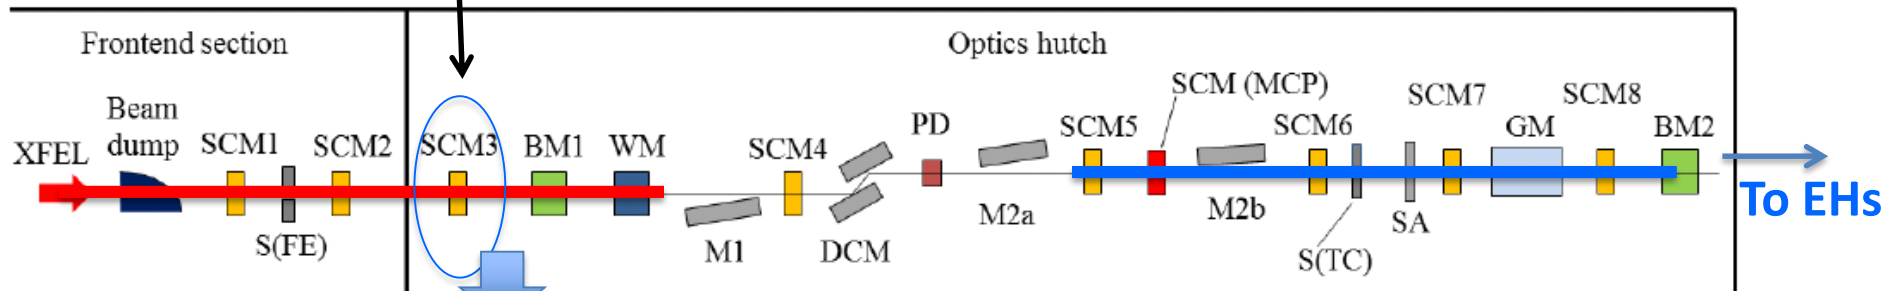 Frontend section
Optics hutch
XFEL
Beam
dump
SCM1
S(FE)
SCM2
SCM3
BM1
WM
M1
SCM4
DCM
PD
M2a
SCM5
SCM (MCP)
M2b
SCM6
S(TC)
SA
SCM7
GM
SCM8
BM2
To EHs